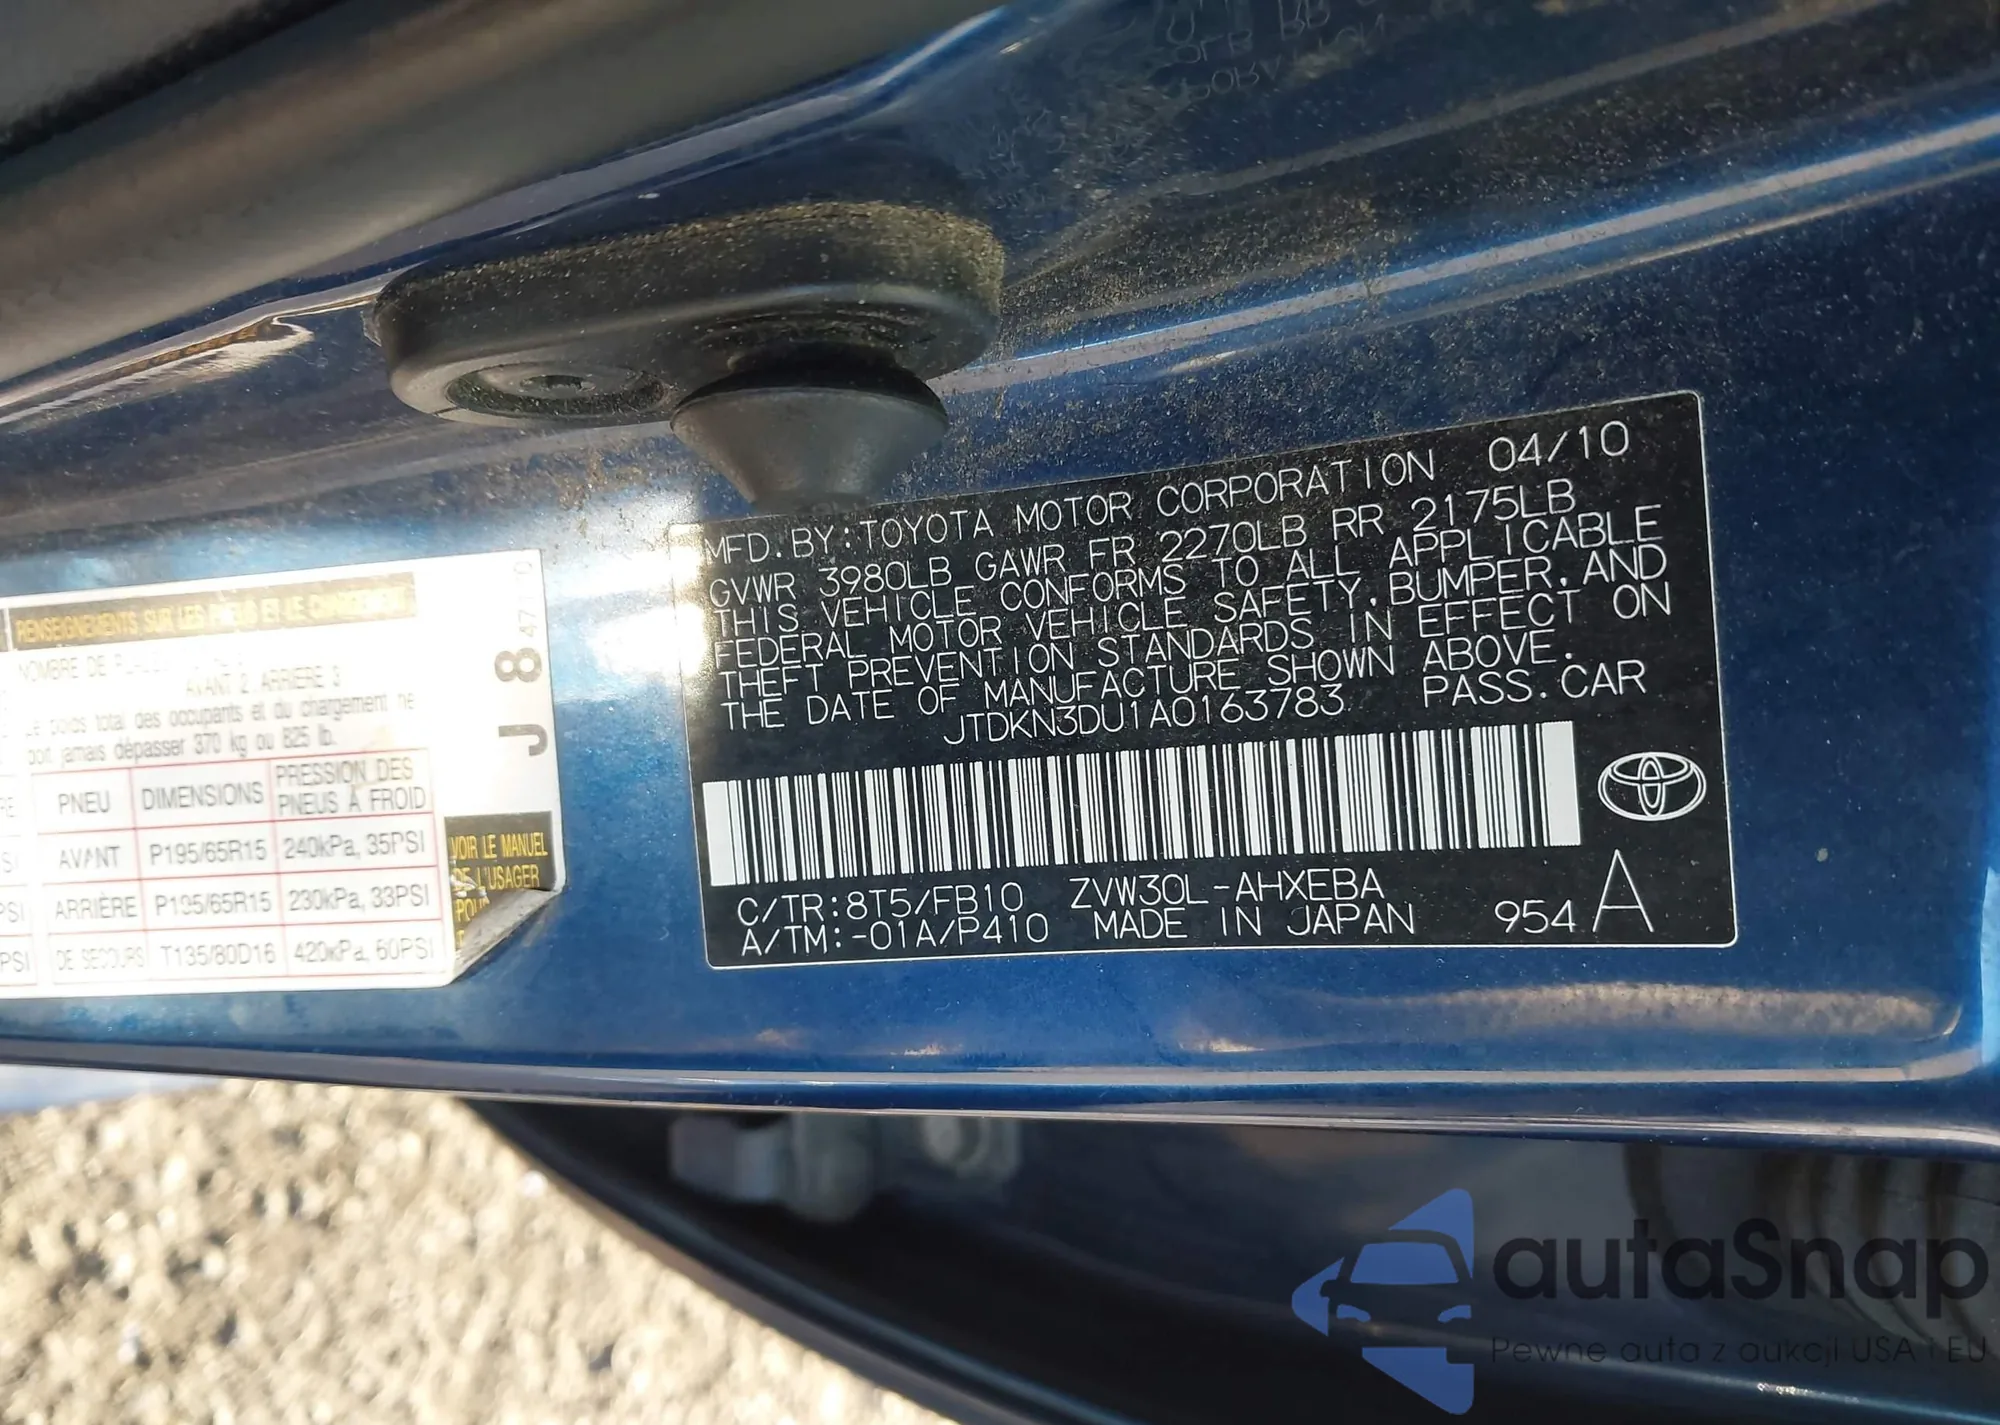 RENSEIGNEMENTS SUR LES PNEUS ET LE CHARGEMENT
NOMBRE DE
AVANT 2 ARRIÈRE 3
Le poids total des occupants et du chargement ne
doit jamais dépasser 370 kg ou 825 lb.
PNEU DIMENSIONS PRESSION DES PNEUS À FROID
AVANT P195/65R15 240kPa, 35PSI
ARRIÈRE P195/65R15 230kPa, 33PSI
PSI DE SECOURS T135/80D16 420kPa, 60PSI
VOIR LE MANUEL
DE L'USAGER
POUR
J 8 47110
MFD. BY: TOYOTA MOTOR CORPORATION 04/10
GVWR 3980LB GAWR FR 2270LB RR 2175LB
THIS VEHICLE CONFORMS TO ALL APPLICABLE
FEDERAL MOTOR VEHICLE SAFETY, BUMPER, AND
THEFT PREVENTION STANDARDS IN EFFECT ON
THE DATE OF MANUFACTURE SHOWN ABOVE.
JTDKN3DU1A0163783 PASS. CAR
C/TR:8T5/FB10 ZVW30L-AHXEBA
A/TM:-01A/P410 MADE IN JAPAN 954 A
autaSnap
Pewne auta z aukcji USA i EU